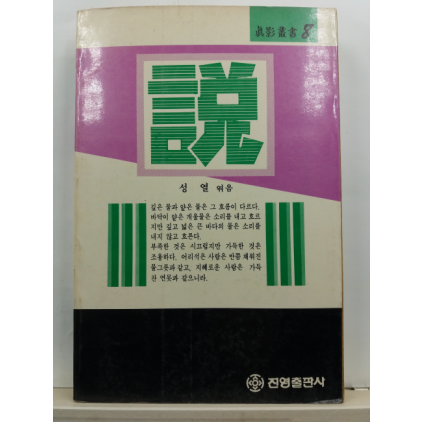 眞影叢書 8
説
성 열 엮음
깊은 물과 얕은 물은 그 흐름이 다르다.
바닥이 얕은 개울물은 소리를 내고 흐르
지만 깊고 넓은 큰 바다의 물은 소리를
내지 않고 흐른다.
부족한 것은 시끄럽지만 가득한 것은
조용하다. 어리석은 사람은 반쯤 채워진
물그릇과 같고, 지혜로운 사람은 가득
찬 연못과 같으니라.
진영출판사